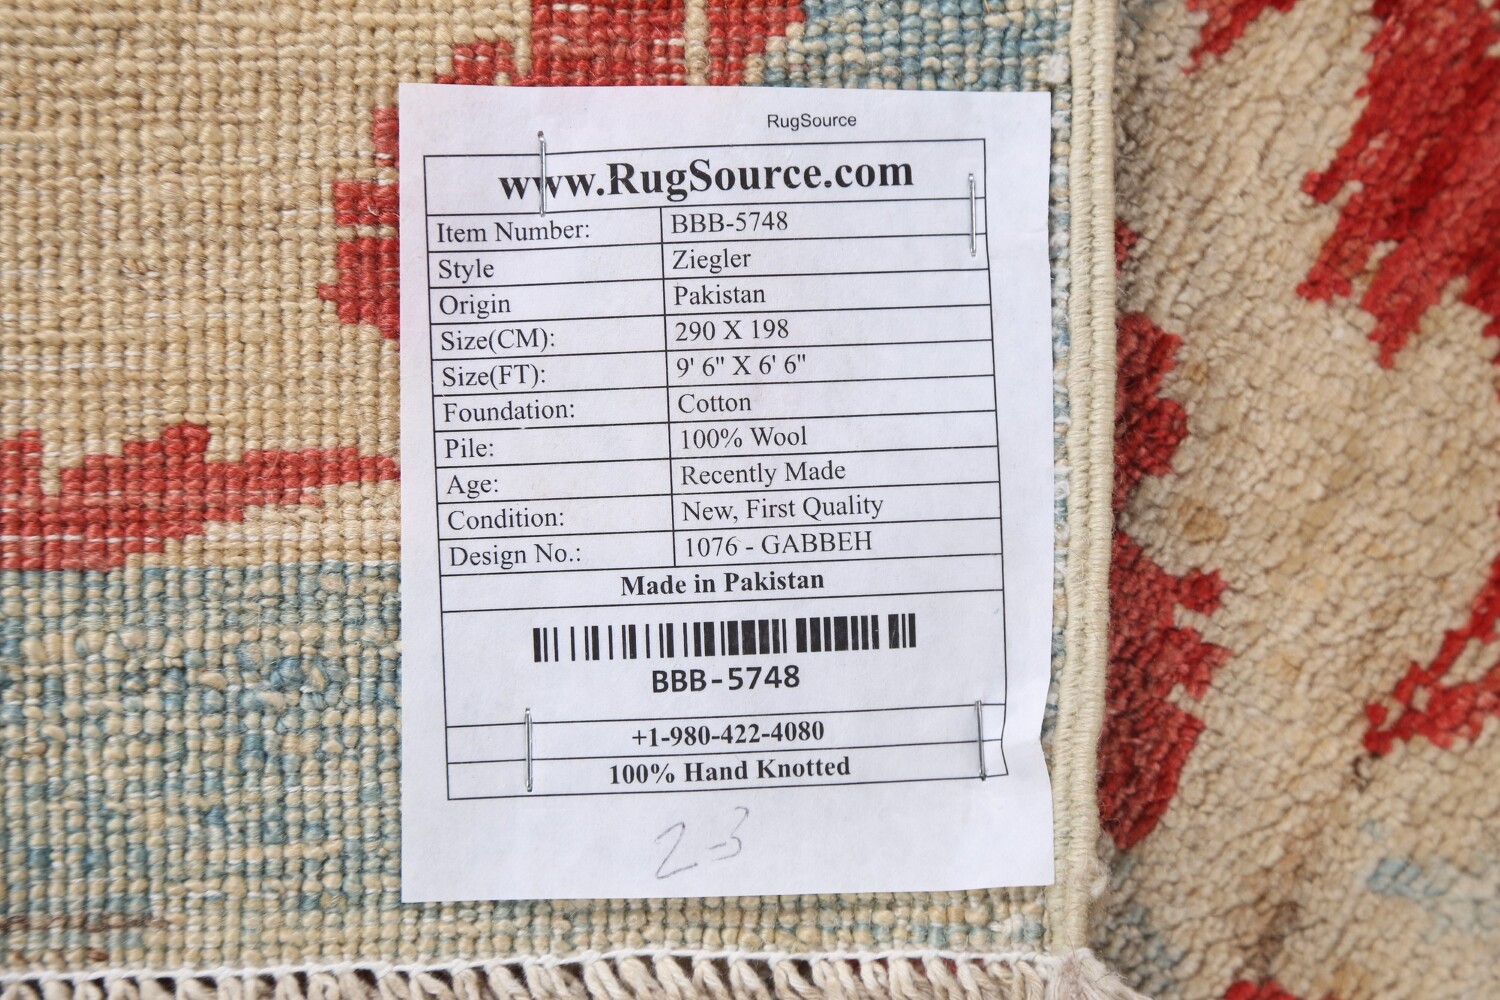 RugSource
www.RugSource.com
Item Number: BBB-5748
Style Ziegler
Origin Pakistan
Size(CM): 290 X 198
Size(FT): 9' 6" X 6' 6"
Foundation: Cotton
Pile: 100% Wool
Age: Recently Made
Condition: New, First Quality
Design No.: 1076 - GABBEH
Made in Pakistan
BBB-5748
+1-980-422-4080
100% Hand Knotted
2-3